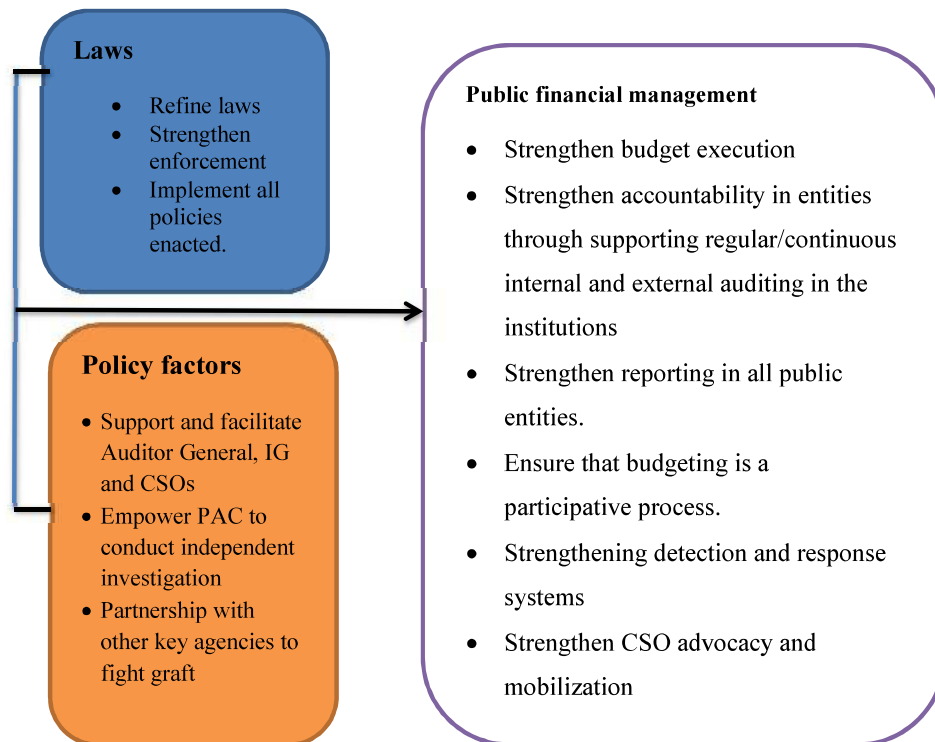 Laws
• Refine laws
• Strengthen
enforcement
• Implement all
policies
enacted.
Policy factors
• Support and facilitate
Auditor General, IG
and CSOs
• Empower PAC to
conduct independent
investigation
• Partnership with
other key agencies to
fight graft
Public financial management
• Strengthen budget execution
• Strengthen accountability in entities
through supporting regular/continuous
internal and external auditing in the
institutions
• Strengthen reporting in all public
entities.
• Ensure that budgeting is a
participative process.
• Strengthening detection and response
systems
• Strengthen CSO advocacy and
mobilization